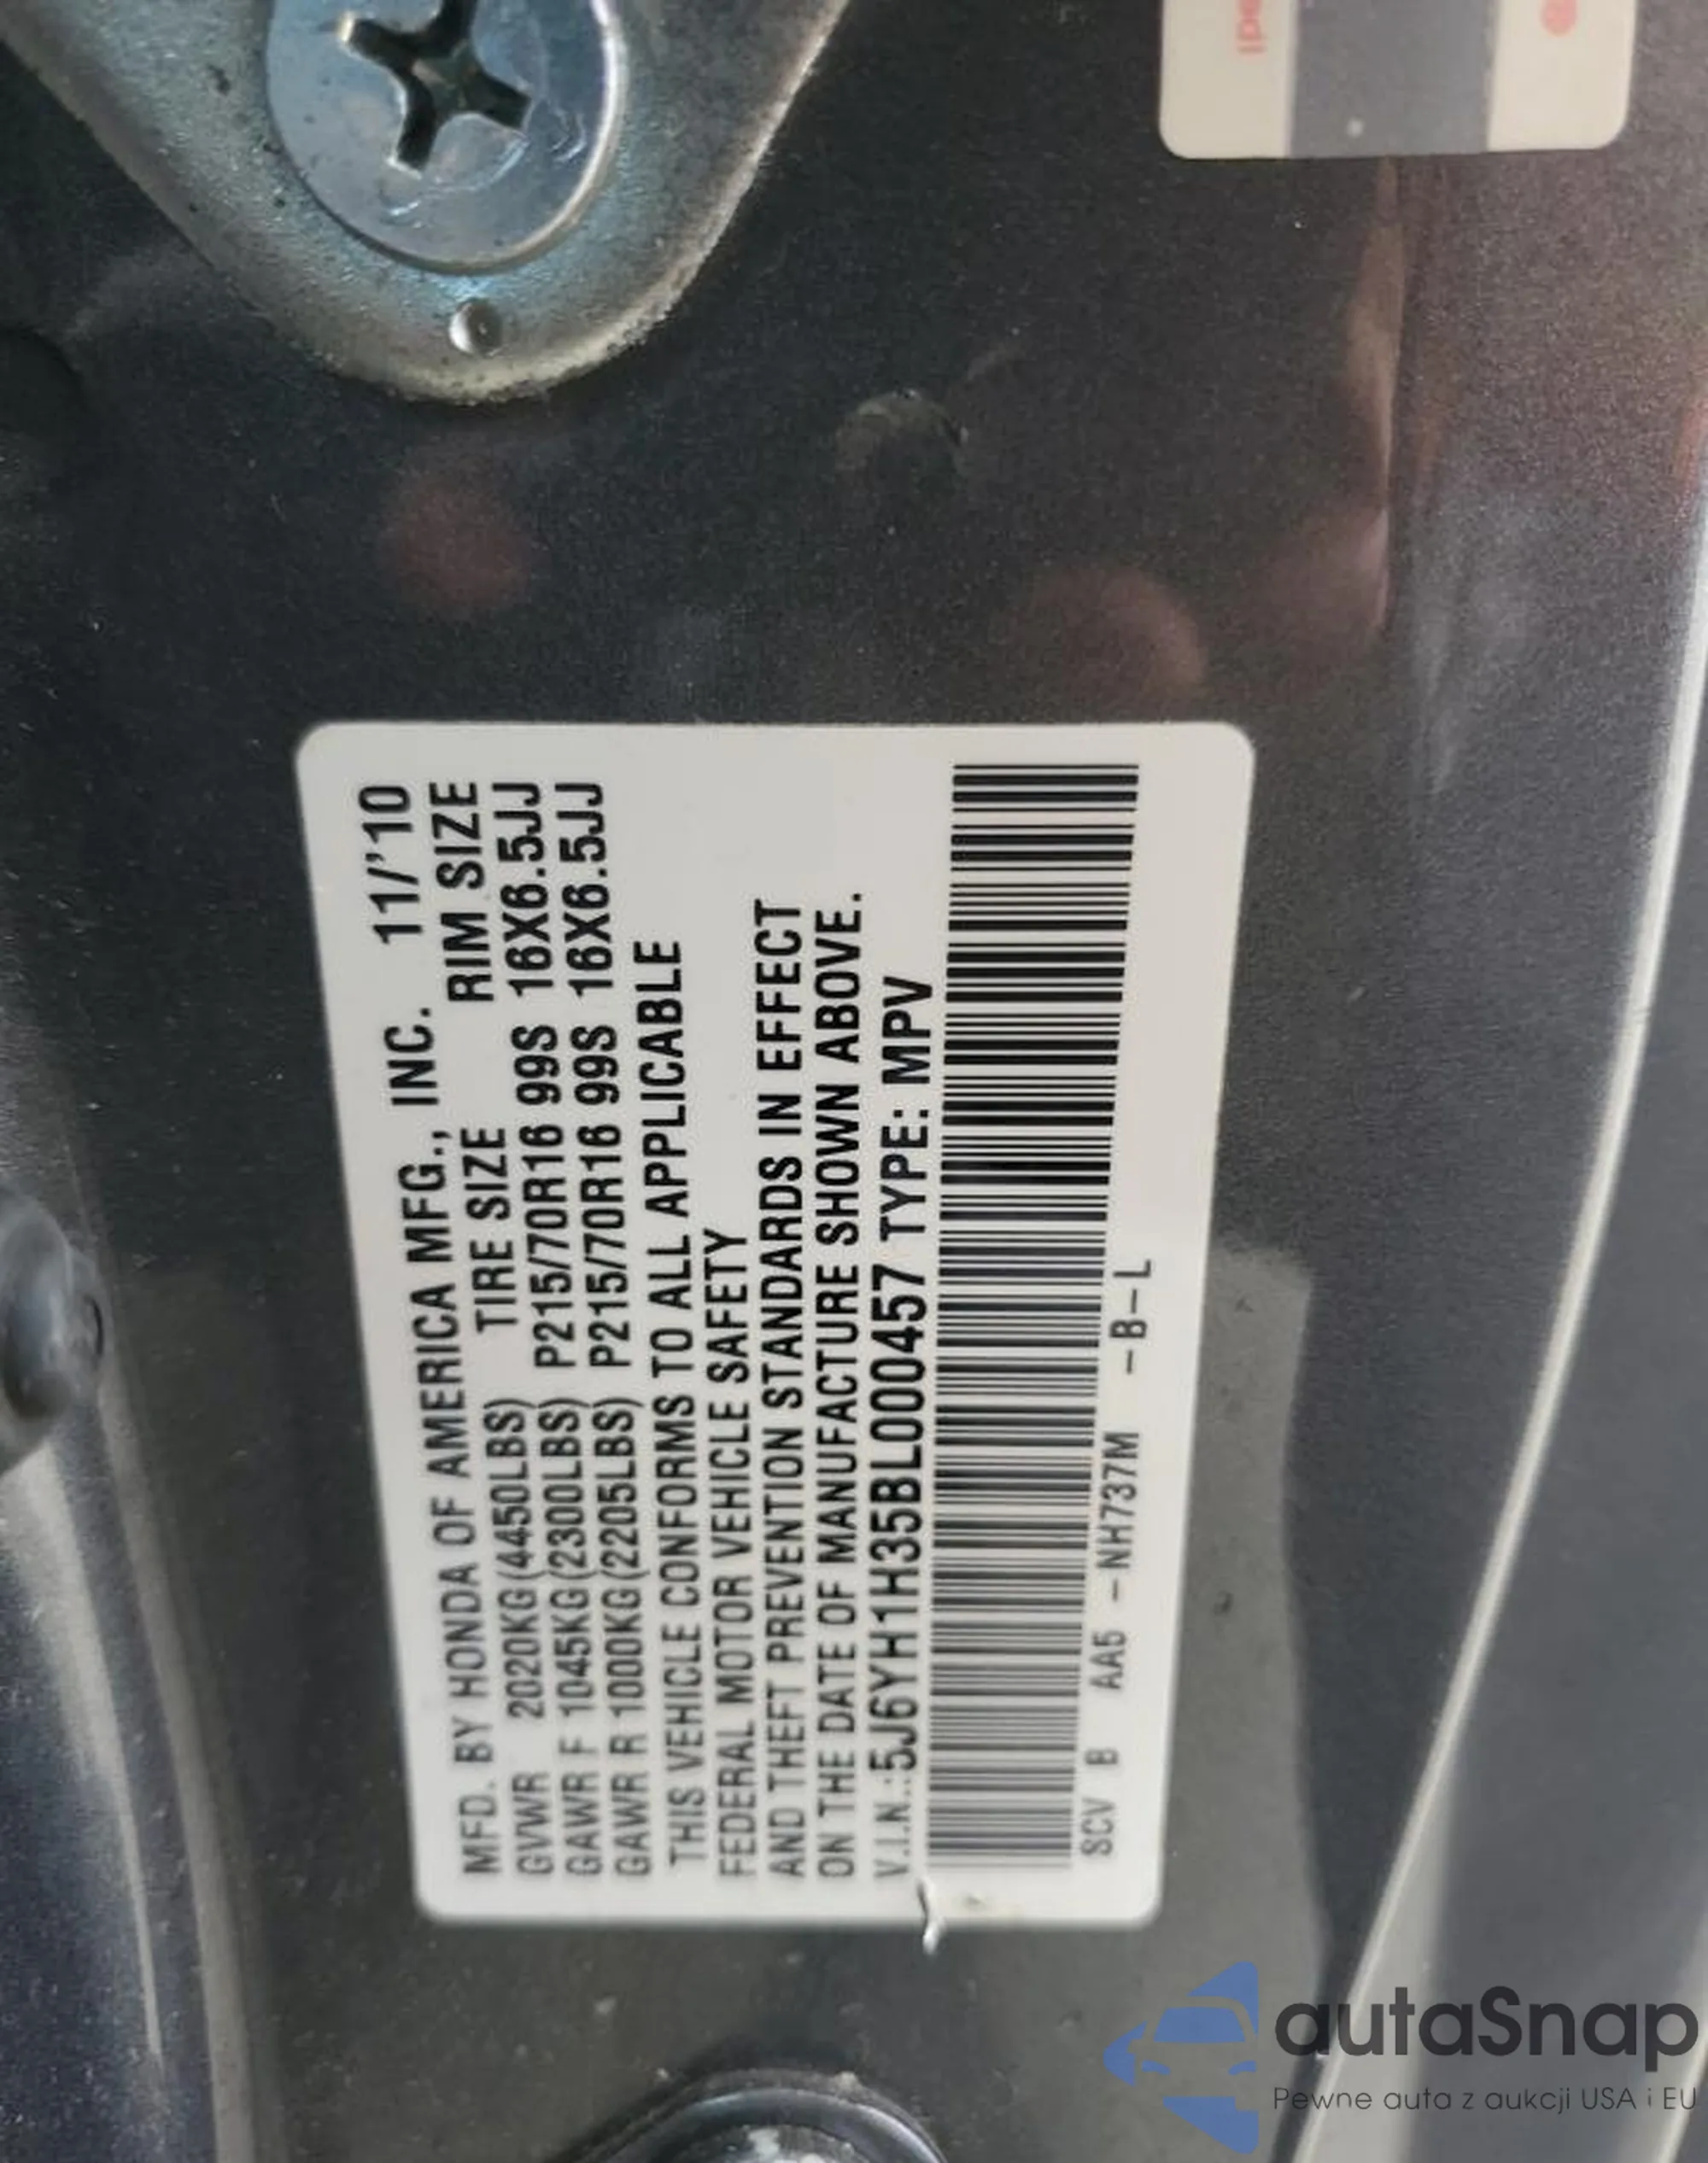 MFD. BY HONDA OF AMERICA MFG., INC. 11/'10
GVWR 2020KG(4450LBS) TIRE SIZE RIM SIZE
GAWR F 1045KG(2300LBS) P215/70R16 99S 16X6.5JJ
GAWR R 1000KG(2205LBS) P215/70R16 99S 16X6.5JJ
THIS VEHICLE CONFORMS TO ALL APPLICABLE
FEDERAL MOTOR VEHICLE SAFETY
AND THEFT PREVENTION STANDARDS IN EFFECT
ON THE DATE OF MANUFACTURE SHOWN ABOVE.
V.I.N.:5J6YH1H35BL000457 TYPE: MPV
SCV B AA5 -NH737M -B-L
autaSnap
Pewne auta z aukcji USA i EU